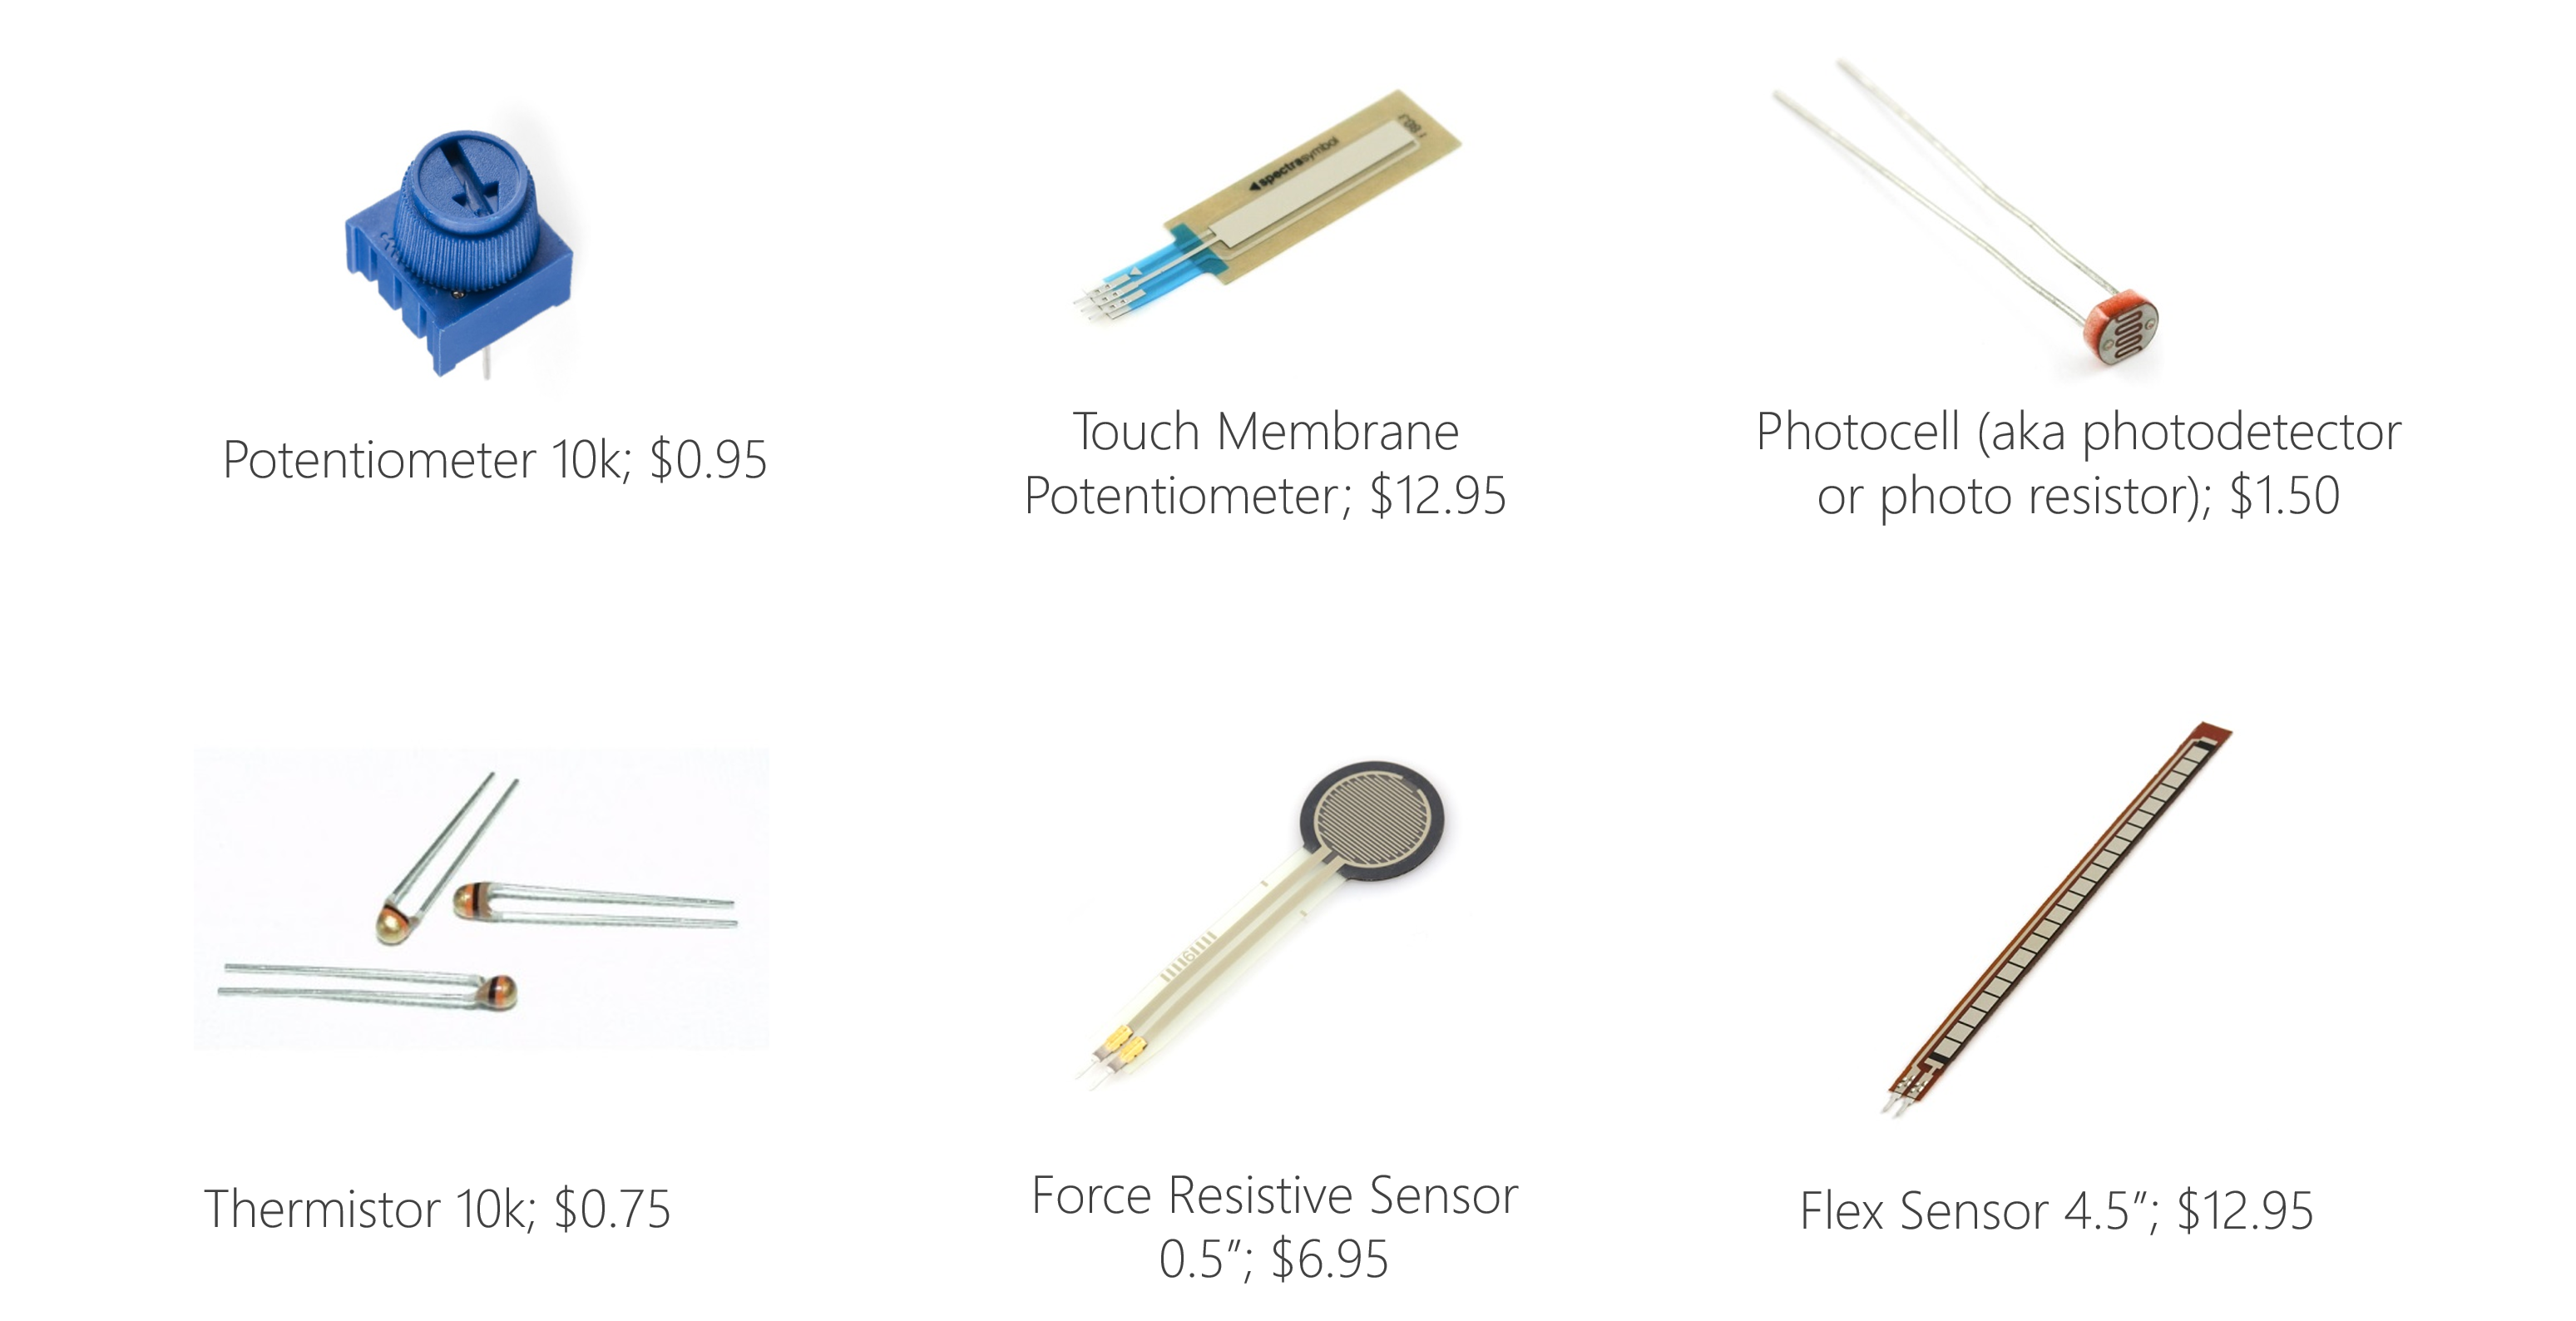 spectrasymbol
Potentiometer 10k; $0.95
Touch Membrane
Potentiometer; $12.95
Photocell (aka photodetector
or photo resistor); $1.50
Thermistor 10k; $0.75
Force Resistive Sensor
0.5″; $6.95
Flex Sensor 4.5″; $12.95